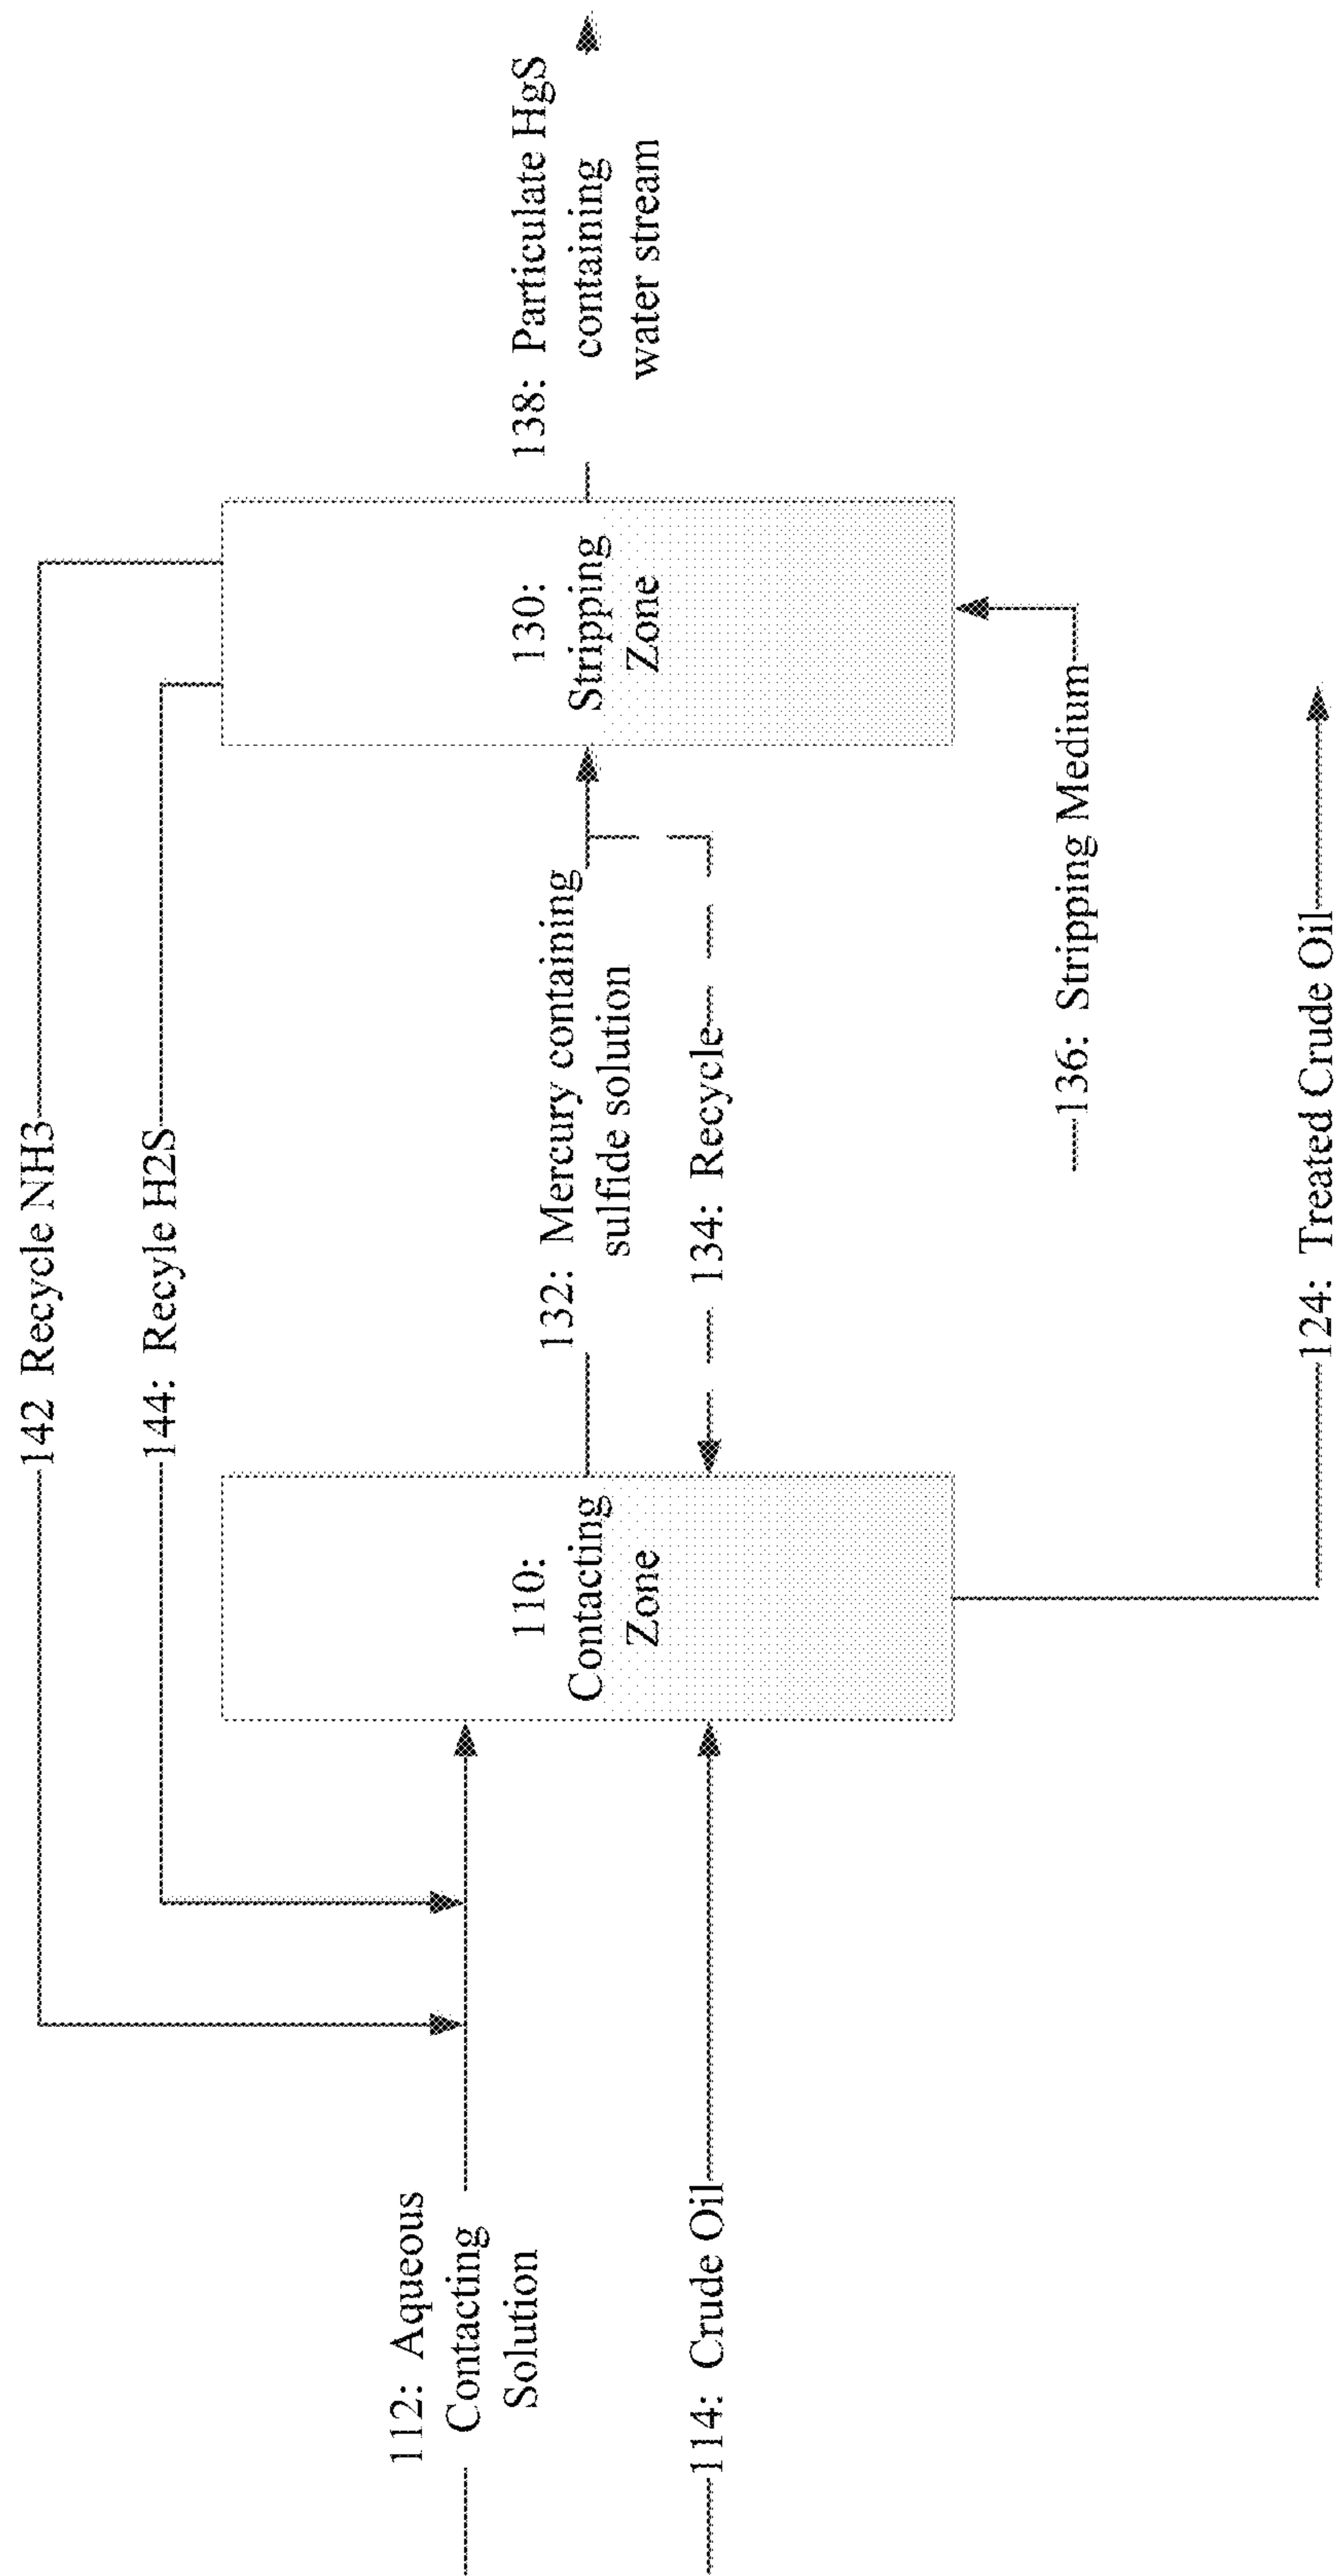 142 Recycle NH3
144: Recyle H2S
112: Aqueous
Contacting
Solution
114: Crude Oil
110:
Contacting
Zone
132: Mercury containing
sulfide solution
134: Recycle
130:
Stripping
Zone
138: Particulate HgS
containing
water stream
136: Stripping Medium
124: Treated Crude Oil